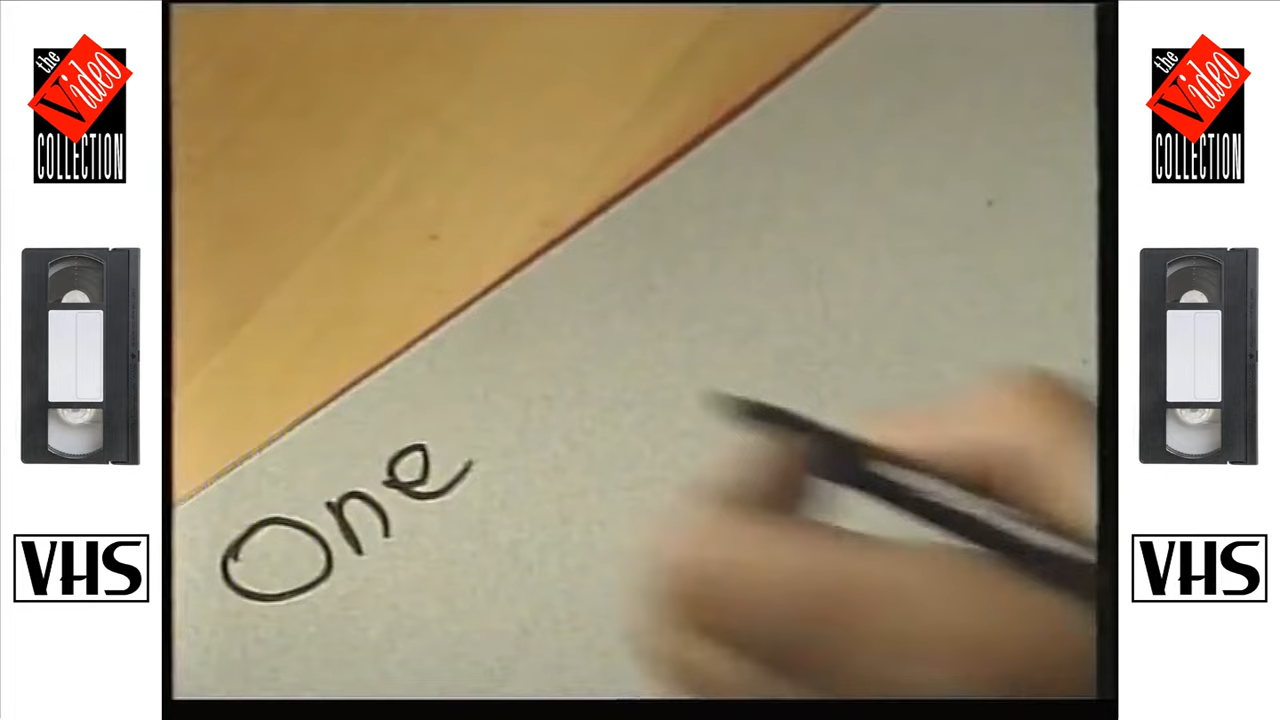 the
Video
COLLECTION
VHS
One
the
Video
COLLECTION
VHS